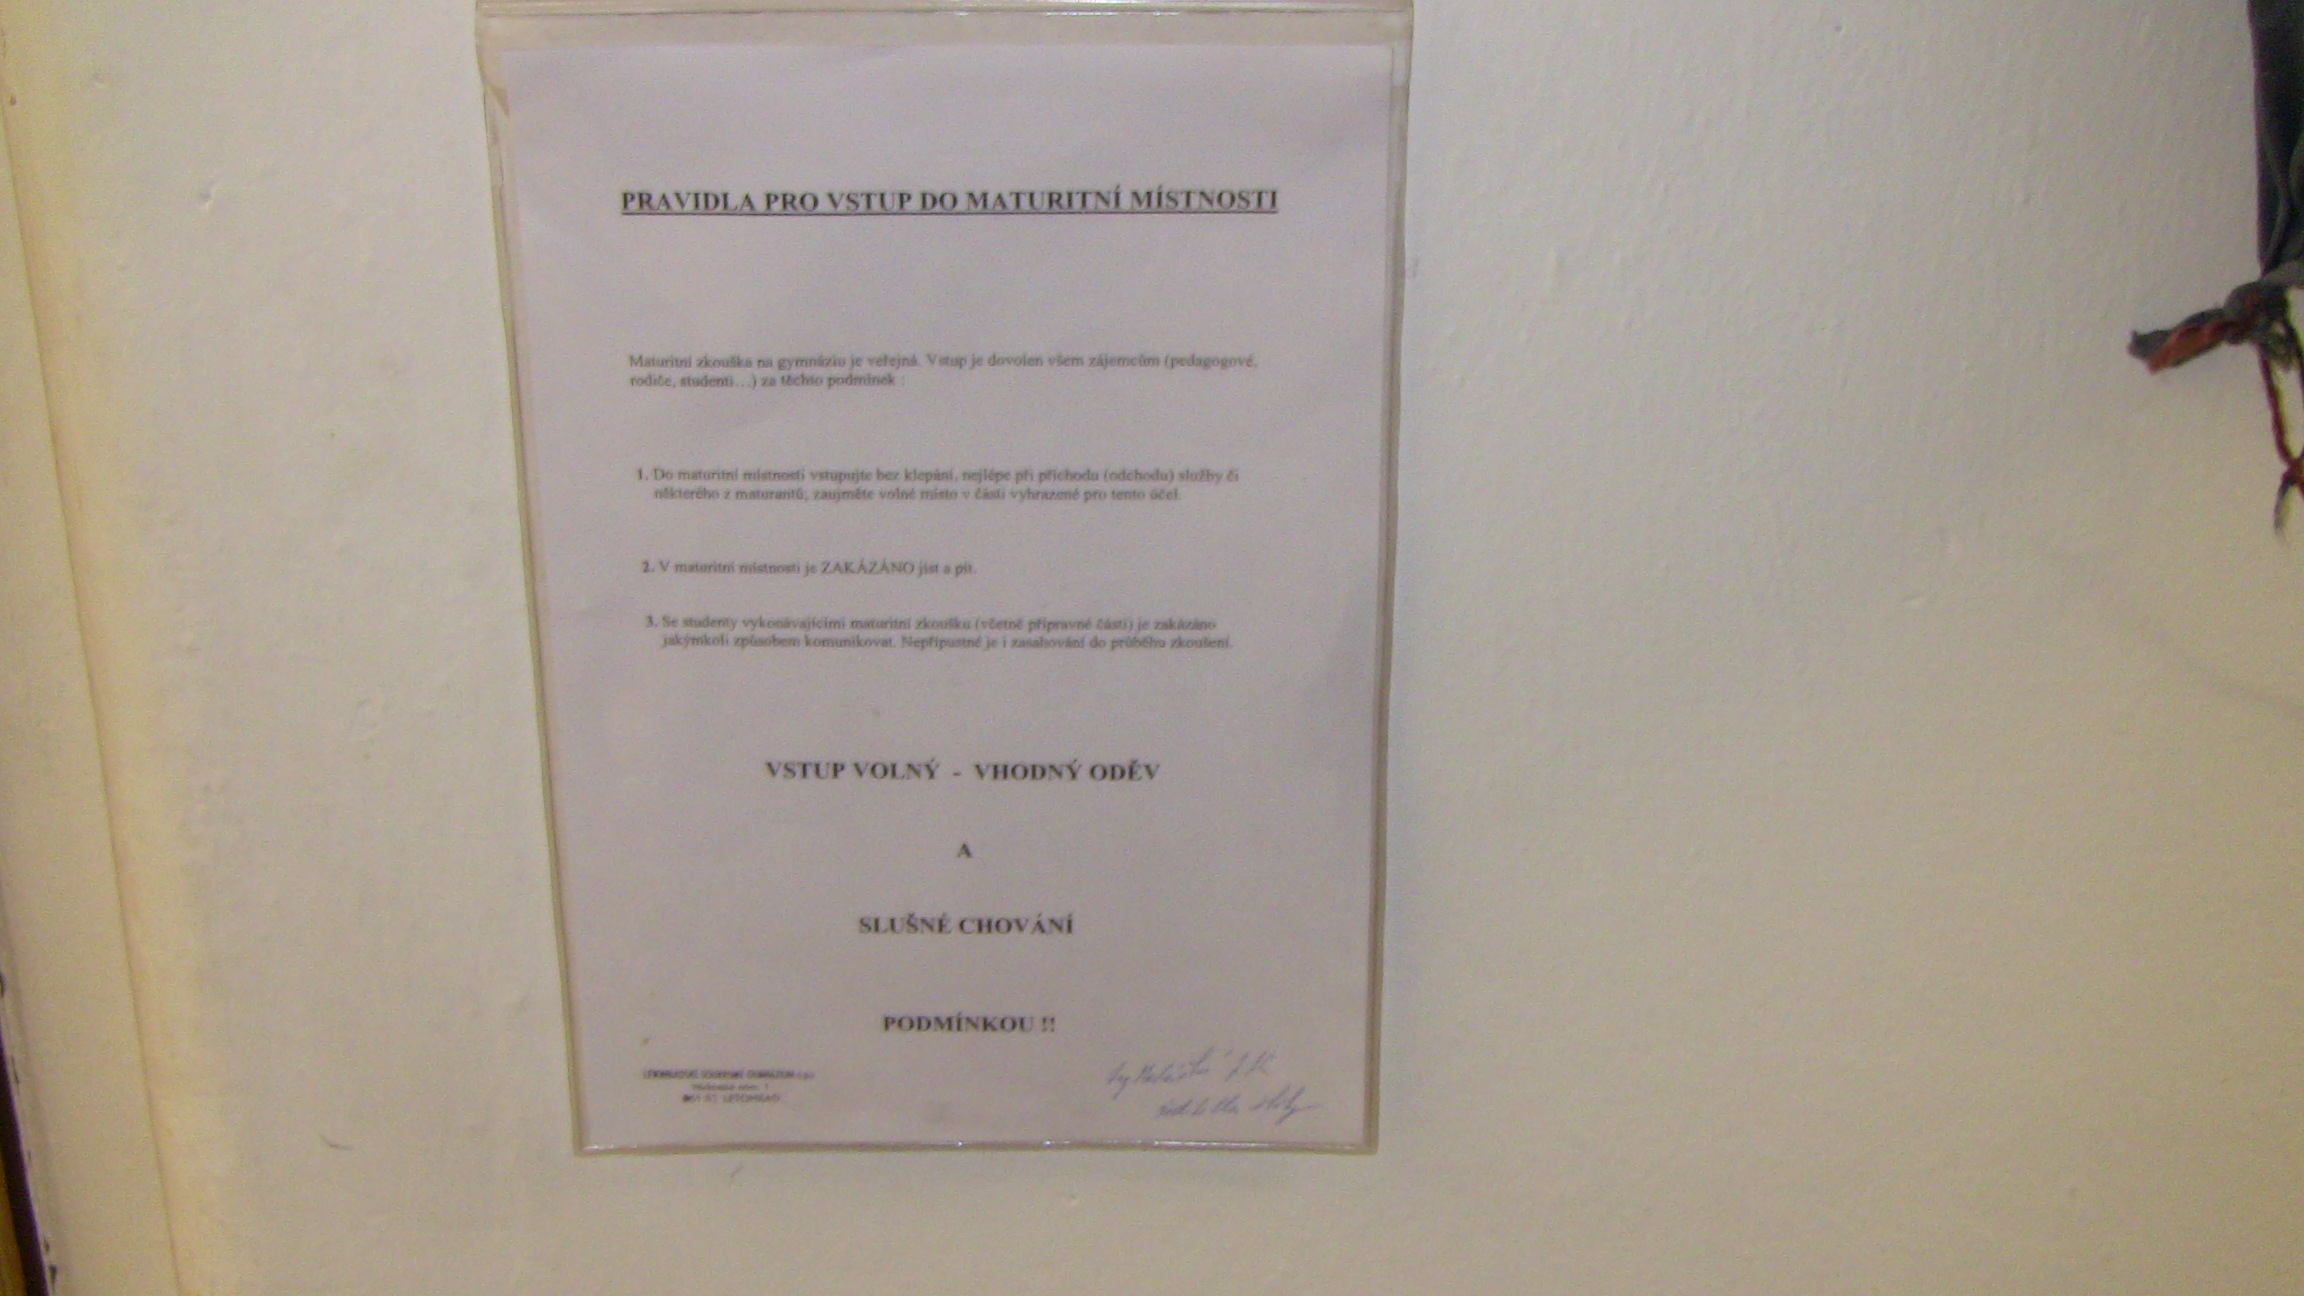 PRAVIDLA PRO VSTUP DO MATURITNÍ MÍSTNOSTI
Maturitní zkouška na gymnáziu je veřejná. Vstup je dovolen všem zájemcům (pedagogové,
rodiče, studenti…) za těchto podmínek :
1. Do maturitní místnosti vstupujte bez klepání, nejlépe při příchodu (odchodu) služby či
některého z maturantů, zaujměte volné místo v části vyhrazené pro tento účel.
2. V maturitní místnosti je ZAKÁZÁNO jíst a pít.
3. Se studenty vykonávajícími maturitní zkoušku (včetně přípravné části) je zakázáno
jakýmkoli způsobem komunikovat. Nepřípustné je i zasahování do průběhu zkoušení.
VSTUP VOLNÝ - VHODNÝ ODĚV
A
SLUŠNÉ CHOVÁNÍ
PODMÍNKOU !!